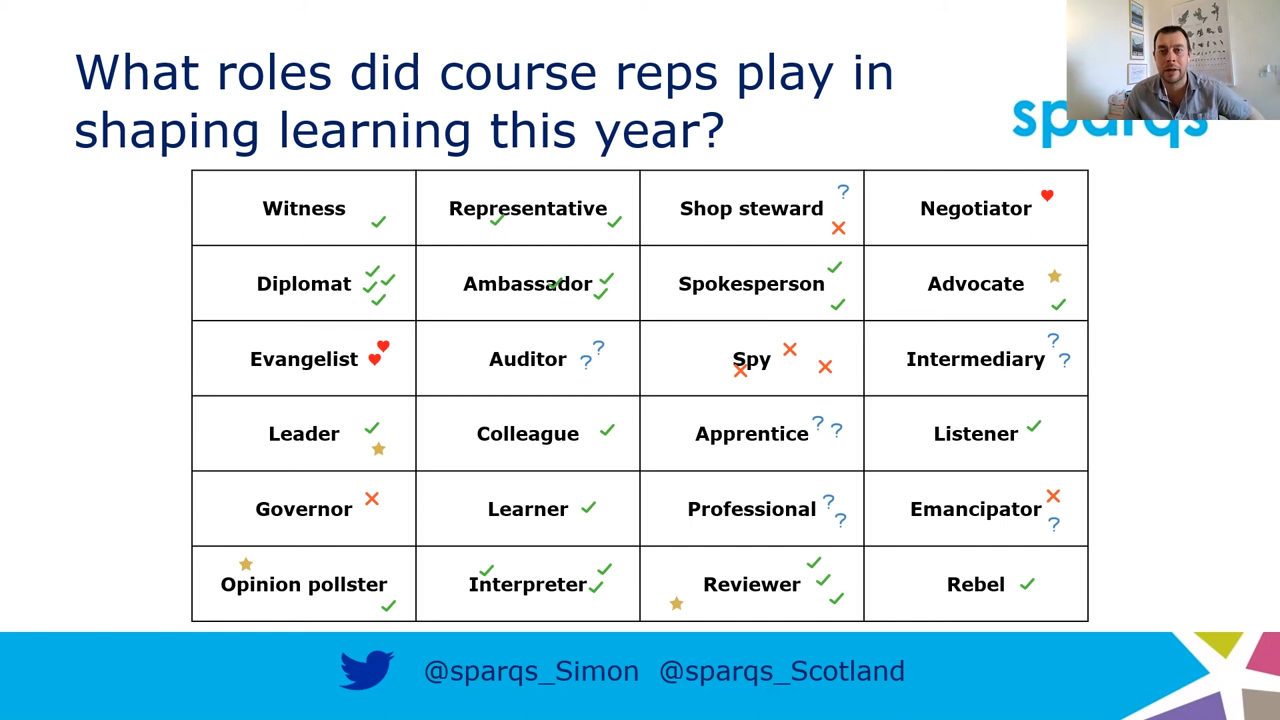 What roles did course reps play in
shaping learning this year?
sparqs
Witness
Representative
Shop steward
Negotiator
Diplomat
Ambassador
Spokesperson
Advocate
Evangelist
Auditor
Spy
Intermediary
Leader
Colleague
Apprentice
Listener
Governor
Learner
Professional
Emancipator
Opinion pollster
Interpreter
Reviewer
Rebel
@sparqs_Simon @sparqs_Scotland